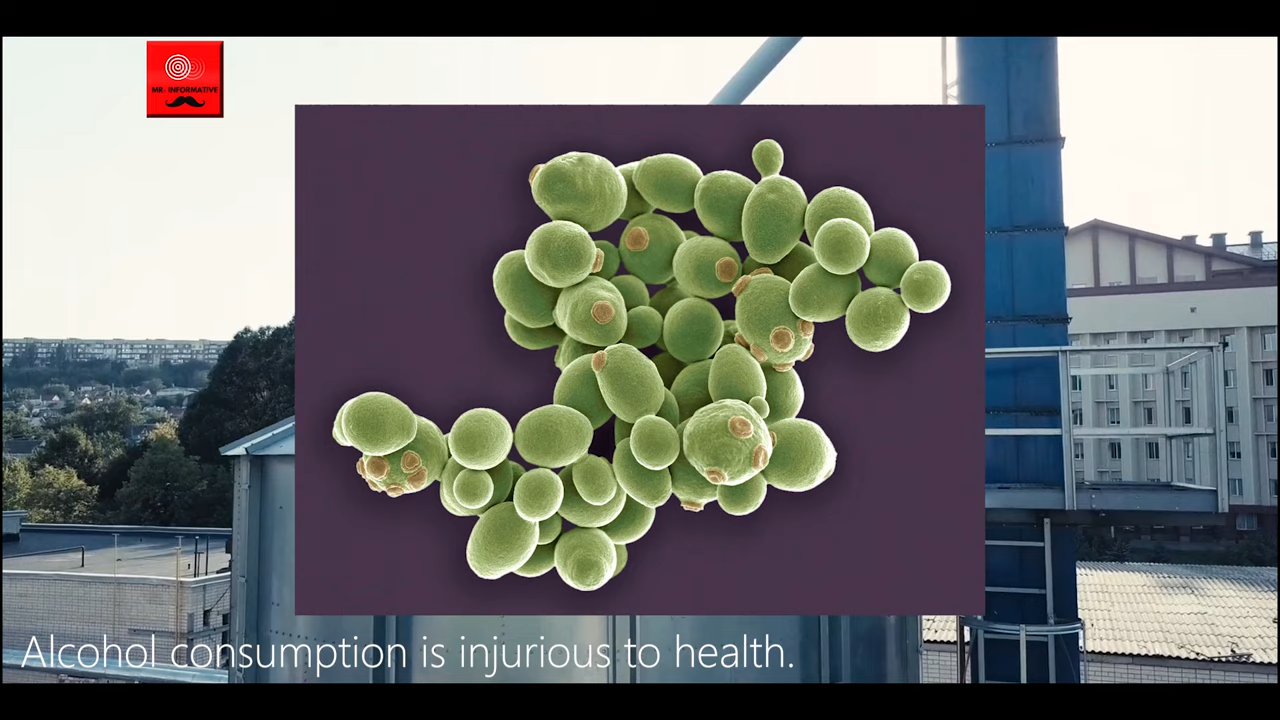 MR. INFORMATIVE
Alcohol consumption is injurious to health.